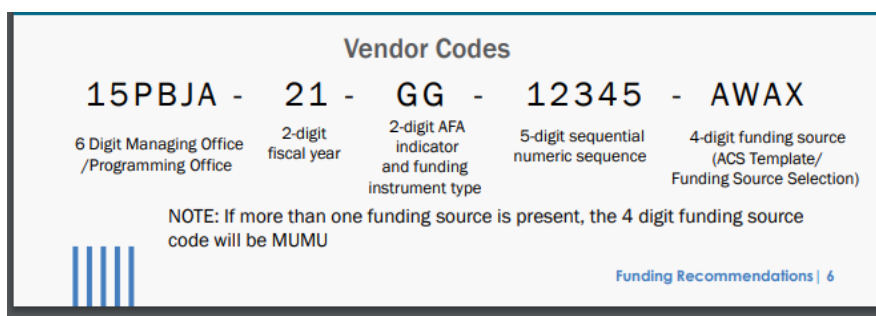 Vendor Codes
15PBJA - 21 - GG - 12345 - AWAX
6 Digit Managing Office
/Programming Office
2-digit
fiscal year
2-digit AFA
indicator
and funding
instrument type
5-digit sequential
numeric sequence
4-digit funding source
(ACS Template/
Funding Source Selection)
NOTE: If more than one funding source is present, the 4 digit funding source
code will be MUMU
Funding Recommendations| 6